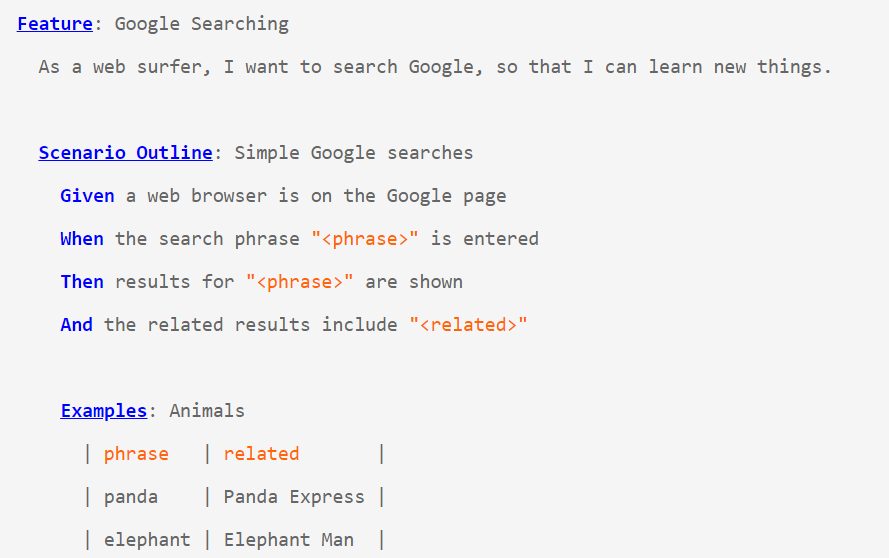 Feature: Google Searching
As a web surfer, I want to search Google, so that I can learn new things.
Scenario Outline: Simple Google searches
Given a web browser is on the Google page
When the search phrase "<phrase>" is entered
Then results for "<phrase>" are shown
And the related results include "<related>"
Examples: Animals
| phrase   | related       |
| panda    | Panda Express |
| elephant | Elephant Man  |